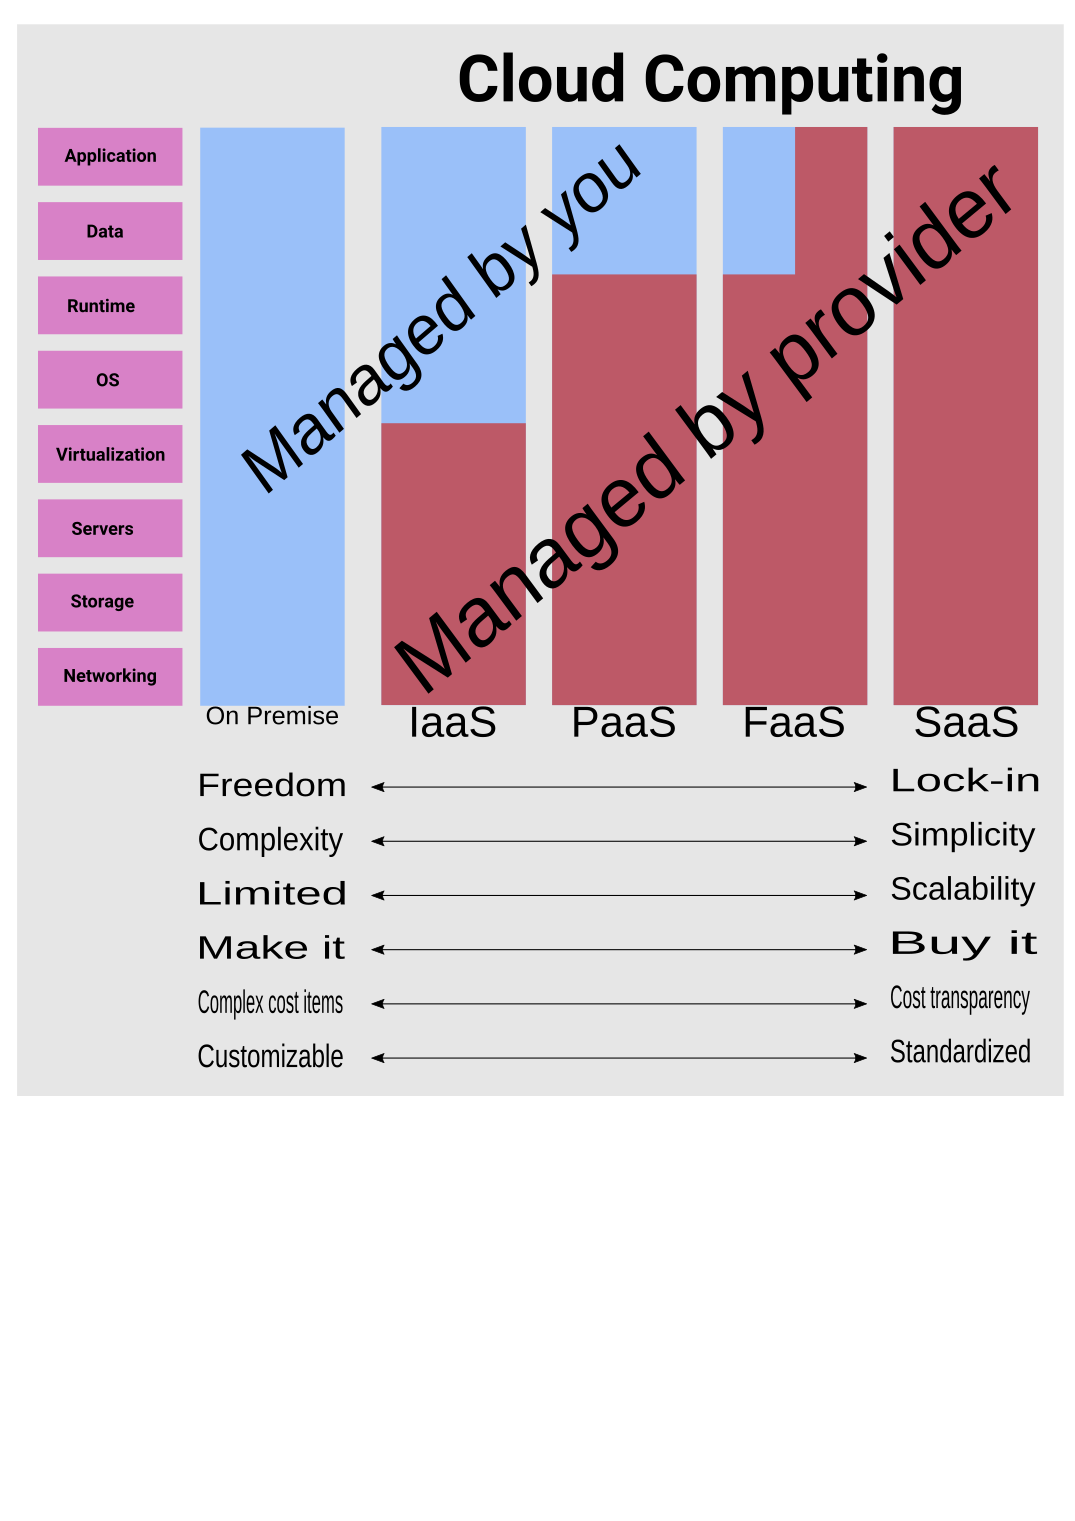 Cloud Computing
Application
Data
Runtime
OS
Virtualization
Servers
Storage
Networking
Managed by you
Managed by provider
On Premise
IaaS
PaaS
FaaS
SaaS
Freedom
Lock-in
Complexity
Simplicity
Limited
Scalability
Make it
Buy it
Complex cost items
Cost transparency
Customizable
Standardized